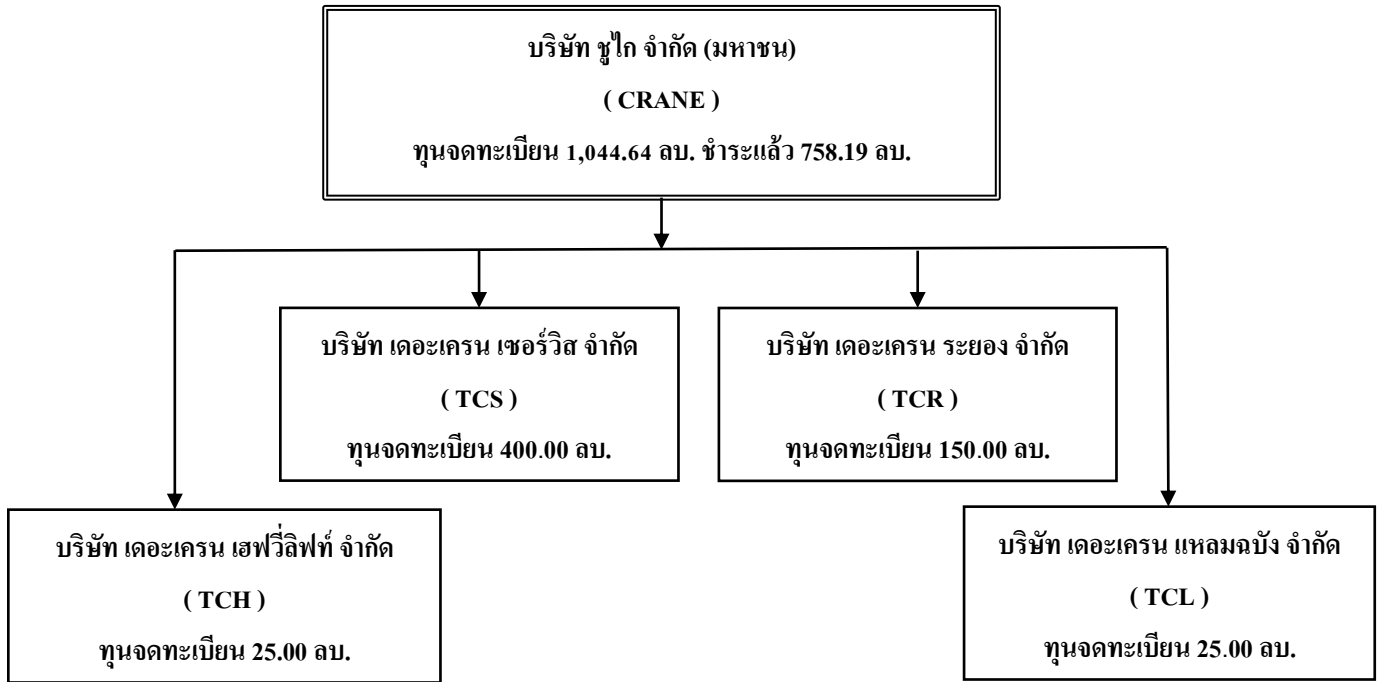 บริษัท ชูไก จำกัด (มหาชน)
( CRANE )
ทุนจดทะเบียน 1,044.64 ลบ. ชำระแล้ว 758.19 ลบ.
บริษัท เดอะเครน เซอร์วิส จำกัด
( TCS )
ทุนจดทะเบียน 400.00 ลบ.
บริษัท เดอะเครน ระยอง จำกัด
( TCR )
ทุนจดทะเบียน 150.00 ลบ.
บริษัท เดอะเครน เฮฟวี่ลิฟท์ จำกัด
( TCH )
ทุนจดทะเบียน 25.00 ลบ.
บริษัท เดอะเครน แหลมฉบัง จำกัด
( TCL )
ทุนจดทะเบียน 25.00 ลบ.